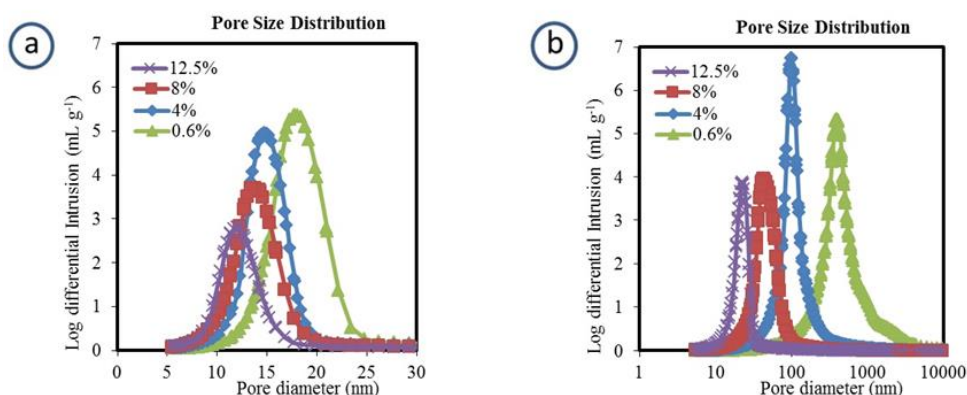 a
Pore Size Distribution
7
6
5
4
3
2
1
0
Log differential Intrusion (mL g⁻¹)
12.5%
8%
4%
0.6%
0 5 10 15 20 25 30
Pore diameter (nm)
b
Pore Size Distribution
7
6
5
4
3
2
1
0
Log differential Intrusion (mL g⁻¹)
12.5%
8%
4%
0.6%
1 10 100 1000 10000
Pore diameter (nm)